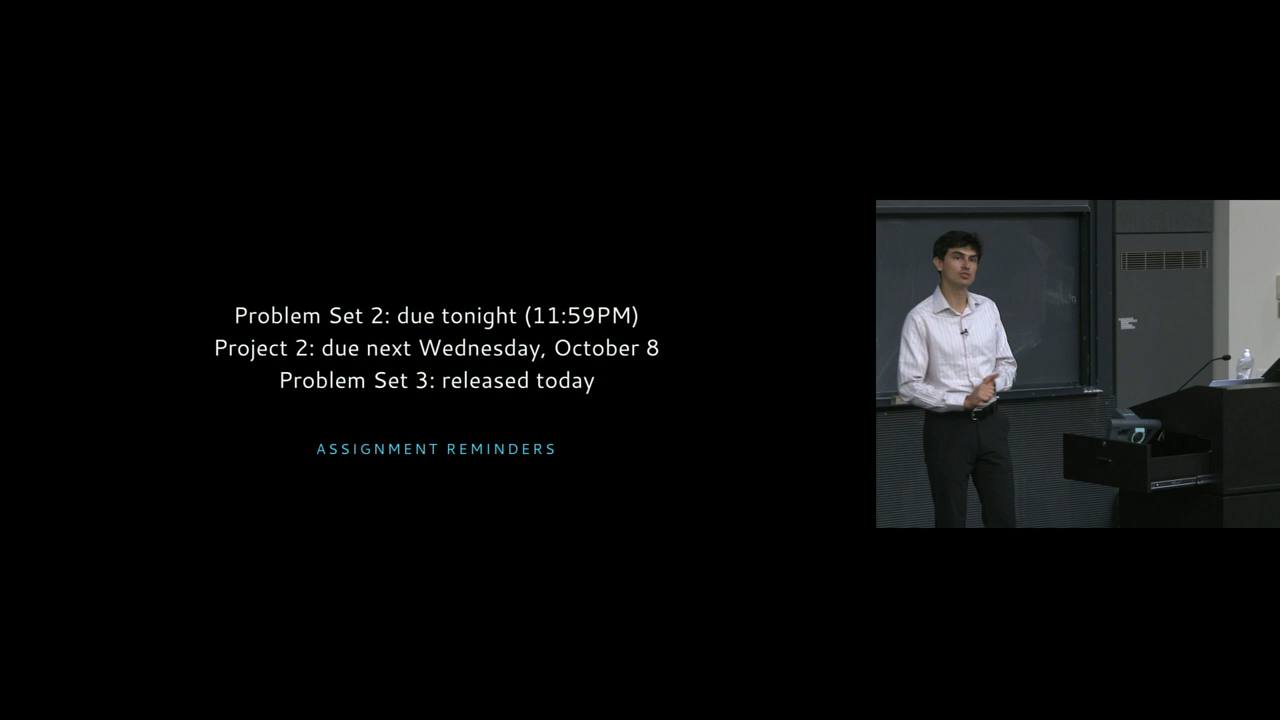 Problem Set 2: due tonight (11:59PM)
Project 2: due next Wednesday, October 8
Problem Set 3: released today
ASSIGNMENT REMINDERS